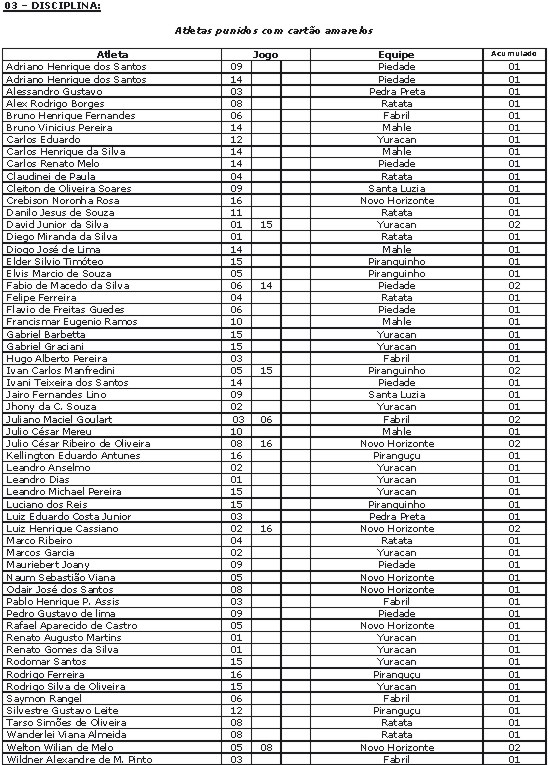 03 – DISCIPLINA:
Atletas punidos com cartão amarelos
Atleta Jogo Equipe Acumulado
Adriano Henrique dos Santos 09 Piedade 01
Adriano Henrique dos Santos 14 Piedade 01
Alessandro Gustavo 03 Pedra Preta 01
Alex Rodrigo Borges 08 Ratata 01
Bruno Henrique Fernandes 06 Fabril 01
Bruno Vinicius Pereira 14 Mahle 01
Carlos Eduardo 12 Yuracan 01
Carlos Henrique da Silva 14 Mahle 01
Carlos Renato Melo 14 Piedade 01
Claudinei de Paula 04 Ratata 01
Cleiton de Oliveira Soares 09 Santa Luzia 01
Crebison Noronha Rosa 16 Novo Horizonte 01
Danilo Jesus de Souza 11 Ratata 01
David Junior da Silva 01 15 Yuracan 02
Diego Miranda da Silva 01 Ratata 01
Diogo José de Lima 14 Mahle 01
Elder Silvio Timóteo 15 Piranguinho 01
Elvis Marcio de Souza 05 Piranguinho 01
Fabio de Macedo da Silva 06 14 Piedade 02
Felipe Ferreira 04 Ratata 01
Flavio de Freitas Guedes 06 Piedade 01
Francismar Eugenio Ramos 10 Mahle 01
Gabriel Barbetta 15 Yuracan 01
Gabriel Graciani 15 Yuracan 01
Hugo Alberto Pereira 03 Fabril 01
Ivan Carlos Manfredini 05 15 Piranguinho 02
Ivani Teixeira dos Santos 14 Piedade 01
Jairo Fernandes Lino 09 Santa Luzia 01
Jhony da C. Souza 02 Yuracan 01
Juliano Maciel Goulart 03 06 Fabril 02
Julio César Mereu 10 Mahle 01
Julio César Ribeiro de Oliveira 08 16 Novo Horizonte 02
Kellington Eduardo Antunes 16 Piranguçu 01
Leandro Anselmo 02 Yuracan 01
Leandro Dias 01 Yuracan 01
Leandro Michael Pereira 15 Yuracan 01
Luciano dos Reis 15 Piranguinho 01
Luiz Eduardo Costa Junior 03 Pedra Preta 01
Luiz Henrique Cassiano 02 16 Novo Horizonte 02
Marco Ribeiro 04 Ratata 01
Marcos Garcia 02 Yuracan 01
Mauriebert Joany 09 Piedade 01
Naum Sebastião Viana 05 Novo Horizonte 01
Odair José dos Santos 08 Novo Horizonte 01
Pablo Henrique P. Assis 03 Fabril 01
Pedro Gustavo de lima 09 Piedade 01
Rafael Aparecido de Castro 05 Novo Horizonte 01
Renato Augusto Martins 01 Yuracan 01
Renato Gomes da Silva 01 Yuracan 01
Rodomar Santos 15 Yuracan 01
Rodrigo Ferreira 16 Piranguçu 01
Rodrigo Silva de Oliveira 15 Yuracan 01
Saymon Rangel 06 Fabril 01
Silvestre Gustavo Leite 12 Piranguçu 01
Tarso Simões de Oliveira 08 Ratata 01
Wanderlei Viana Almeida 08 Ratata 01
Welton Wilian de Melo 05 08 Novo Horizonte 02
Wildner Alexandre de M. Pinto 03 Fabril 01